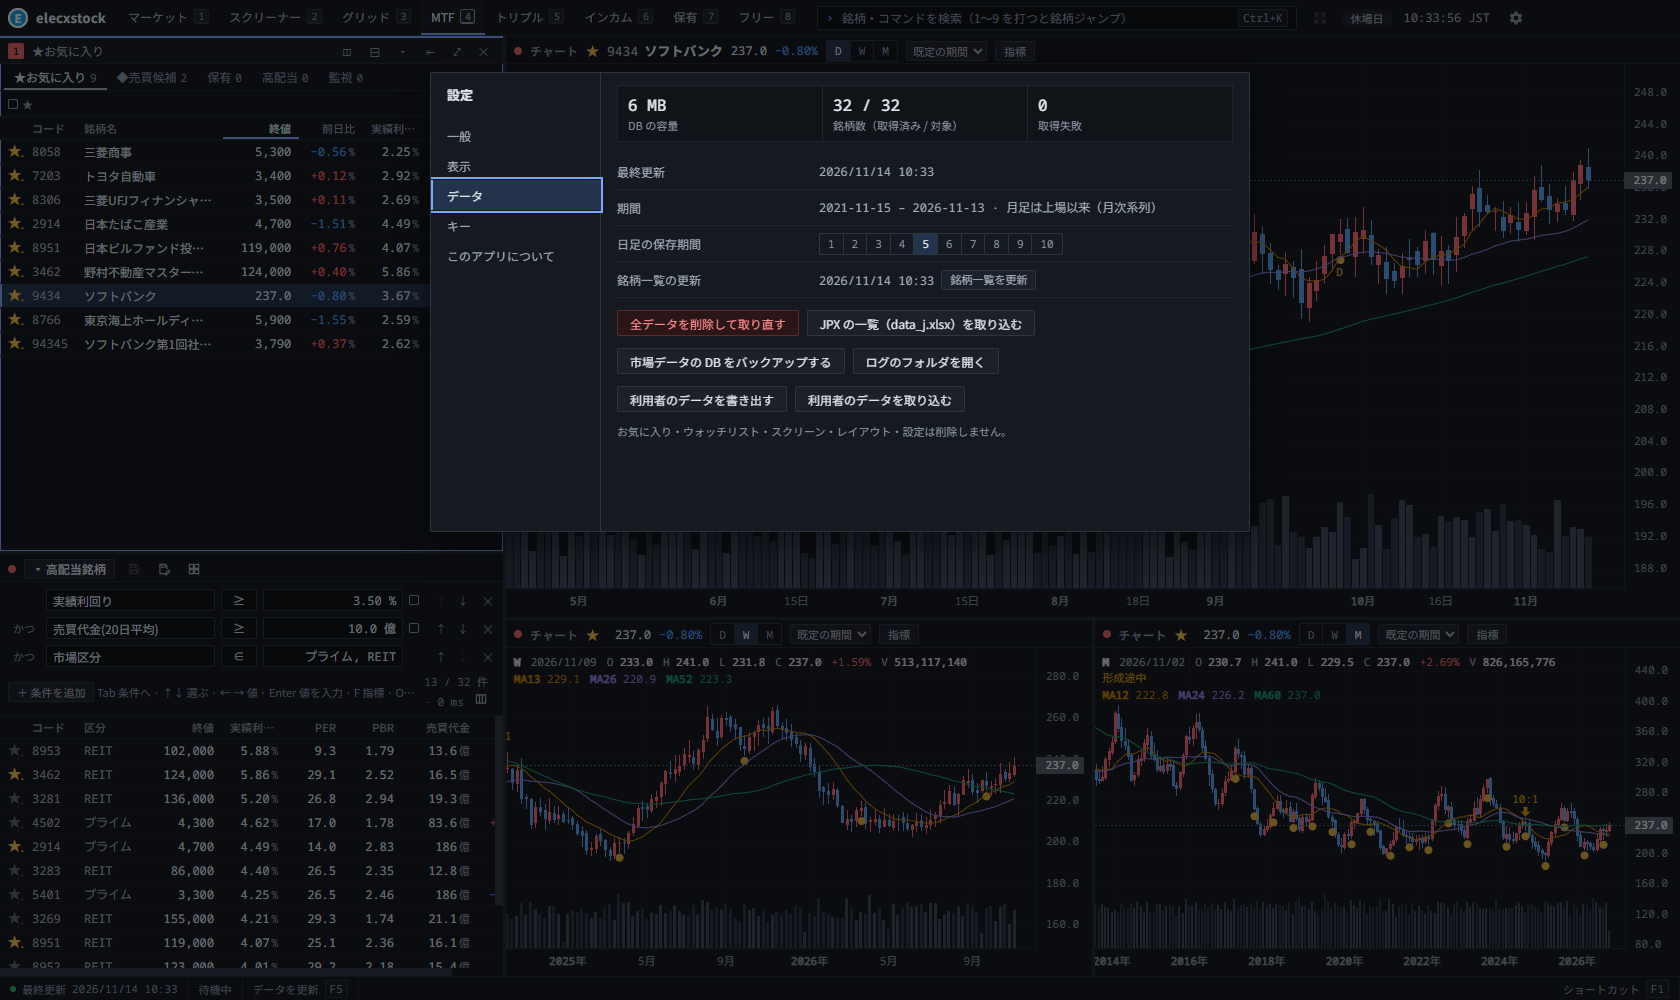 elecxstock マーケット 1 スクリーナー 2 グリッド 3 MTF 4 トリプル 5 インカム 6 保有 7 フリー 8 › 銘柄・コマンドを検索（1〜9 を打つと銘柄ジャンプ） Ctrl+K 休場日 10:33:56 JST
1 ★お気に入り
★お気に入り 9 ◆売買候補 2 保有 0 高配当 0 監視 0
コード 銘柄名 終値 前日比 実績利…
8058 三菱商事 5,300 −0.56% 2.25%
7203 トヨタ自動車 3,400 +0.12% 2.92%
8306 三菱UFJフィナンシャ… 3,500 +0.11% 2.69%
2914 日本たばこ産業 4,700 −1.51% 4.49%
8951 日本ビルファンド投… 119,000 +0.76% 4.07%
3462 野村不動産マスター… 124,000 +0.40% 5.86%
9434 ソフトバンク 237.0 −0.80% 3.67%
8766 東京海上ホールディ… 5,900 −1.55% 2.59%
94345 ソフトバンク第1回社… 3,790 +0.37% 2.62%
チャート ★ 9434 ソフトバンク 237.0 −0.80% D W M 既定の期間 指標
248.0
244.0
240.0
237.0
232.0
228.0
224.0
220.0
216.0
212.0
208.0
204.0
200.0
196.0
192.0
188.0
D
5月 6月 15日 7月 15日 8月 18日 9月 10月 16日 11月
設定
一般
表示
データ
キー
このアプリについて
6 MB
DB の容量
32 / 32
銘柄数（取得済み / 対象）
0
取得失敗
最終更新 2026/11/14 10:33
期間 2021-11-15 – 2026-11-13 · 月足は上場以来（月次系列）
日足の保存期間 1 2 3 4 5 6 7 8 9 10
銘柄一覧の更新 2026/11/14 10:33 銘柄一覧を更新
全データを削除して取り直す JPX の一覧（data_j.xlsx）を取り込む
市場データの DB をバックアップする ログのフォルダを開く
利用者のデータを書き出す 利用者のデータを取り込む
お気に入り・ウォッチリスト・スクリーン・レイアウト・設定は削除しません。
高配当銘柄
実績利回り ≥ 3.50 %
かつ 売買代金(20日平均) ≥ 10.0 億
かつ 市場区分 ∈ プライム, REIT
+ 条件を追加 Tab 条件へ · ↑↓ 選ぶ · ←→ 値 · Enter 値を入力 · F 指標 · O… 13 / 32 件
· 0 ms
コード 区分 終値 実績利… PER PBR 売買代金
8953 REIT 102,000 5.88% 9.3 1.79 13.6億
3462 REIT 124,000 5.86% 29.1 2.52 16.5億
3281 REIT 136,000 5.20% 26.8 2.94 19.3億
4502 プライム 4,300 4.62% 17.0 1.78 83.6億
2914 プライム 4,700 4.49% 14.0 2.83 186億
3283 REIT 86,000 4.40% 26.5 2.35 12.8億
5401 プライム 3,300 4.25% 26.5 2.46 186億
3269 REIT 155,000 4.21% 29.3 1.74 21.1億
8951 REIT 119,000 4.07% 25.1 2.36 16.1億
8952 REIT 123,000 4.01% 29.2 2.18 15.4億
チャート ★ 237.0 −0.80% D W M 既定の期間 指標
W 2026/11/09 O 233.0 H 241.0 L 231.8 C 237.0 +1.59% V 513,117,140
MA13 229.1 MA26 220.9 MA52 223.3
280.0
260.0
237.0
220.0
200.0
180.0
160.0
1
2025年 5月 9月 2026年 5月 9月
チャート ★ 237.0 −0.80% D W M 既定の期間 指標
M 2026/11/02 O 230.7 H 241.0 L 229.5 C 237.0 +2.69% V 826,165,776
形成途中
MA12 222.8 MA24 226.2 MA60 237.0
440.0
400.0
360.0
320.0
280.0
237.0
200.0
160.0
120.0
80.0
10:1
2014年 2016年 2018年 2020年 2022年 2024年 2026年
最終更新 2026/11/14 10:33 待機中 データを更新 F5 ショートカット F1